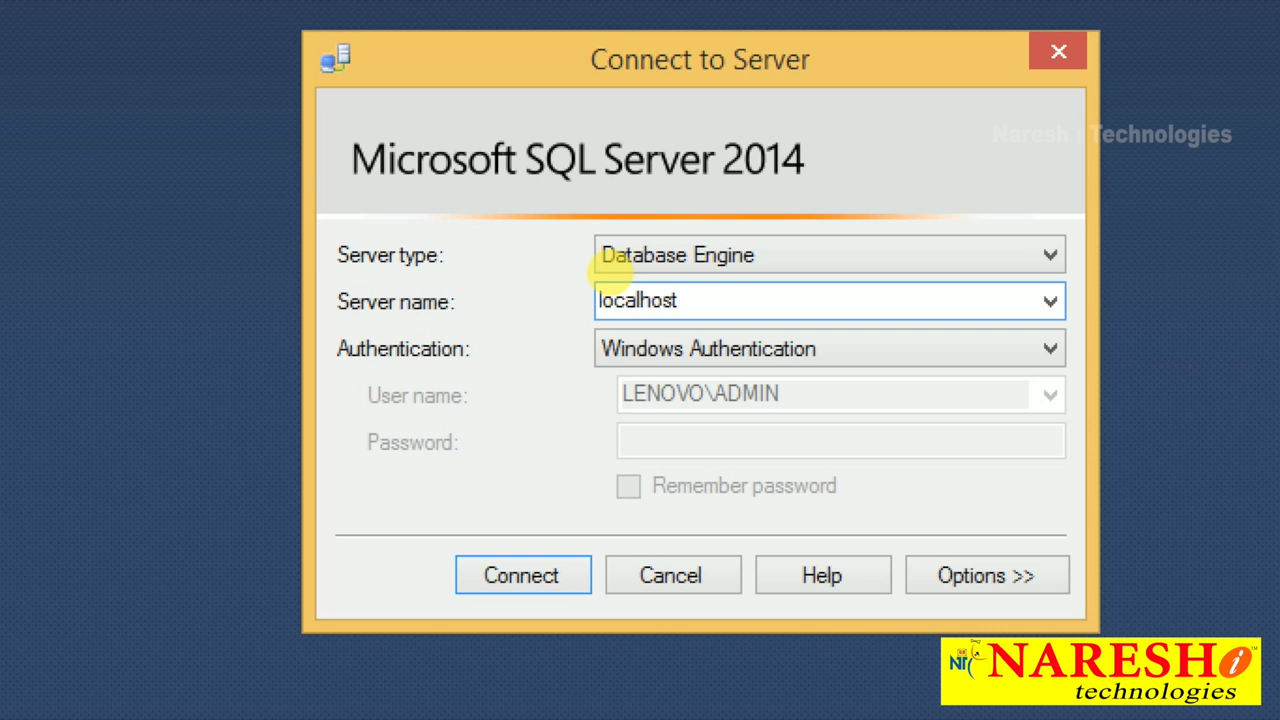 Connect to Server
Naresh i Technologies
Microsoft SQL Server 2014
Server type: Database Engine
Server name: localhost
Authentication: Windows Authentication
User name: LENOVO\ADMIN
Password:
Remember password
Connect Cancel Help Options >>
NARESH i
technologies